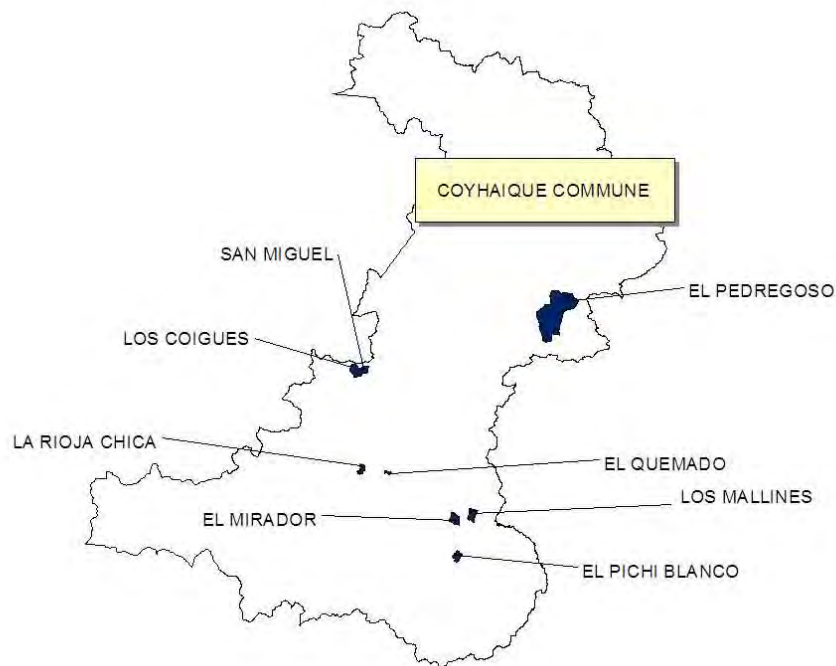 COYHAIQUE COMMUNE
SAN MIGUEL
EL PEDREGOSO
LOS COIGUES
LA RIOJA CHICA
EL QUEMADO
LOS MALLINES
EL MIRADOR
EL PICHI BLANCO